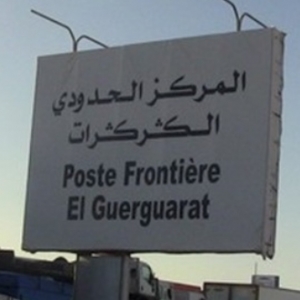 المركز الحدودي
الكركرات
Poste Frontière
El Guerguarat